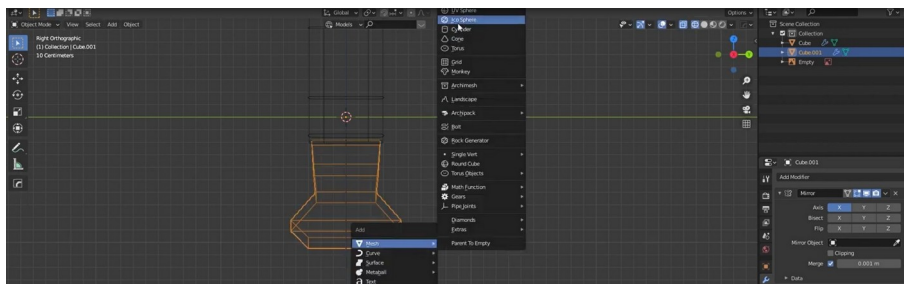 Object Mode View Select Add Object
Global
Models
Options
Right Orthographic
(1) Collection | Cube.001
10 Centimeters
UV Sphere
Ico Sphere
Cylinder
Cone
Torus
Grid
Monkey
Archimesh
Landscape
Archpack
Bolt
Rock Generator
Single Vert
Round Cube
Torus Objects
Math Function
Gears
Pipe Joints
Diamonds
Extras
Parent To Empty
Add
Mesh
Curve
Surface
Metaball
Text
Scene Collection
Collection
Cube
Cube.001
Empty
Cube.001
Add Modifier
Mirror
Axis X Y Z
Bisect X Y Z
Flip X Y Z
Mirror Object
Clipping
Merge 0.001 m
Data